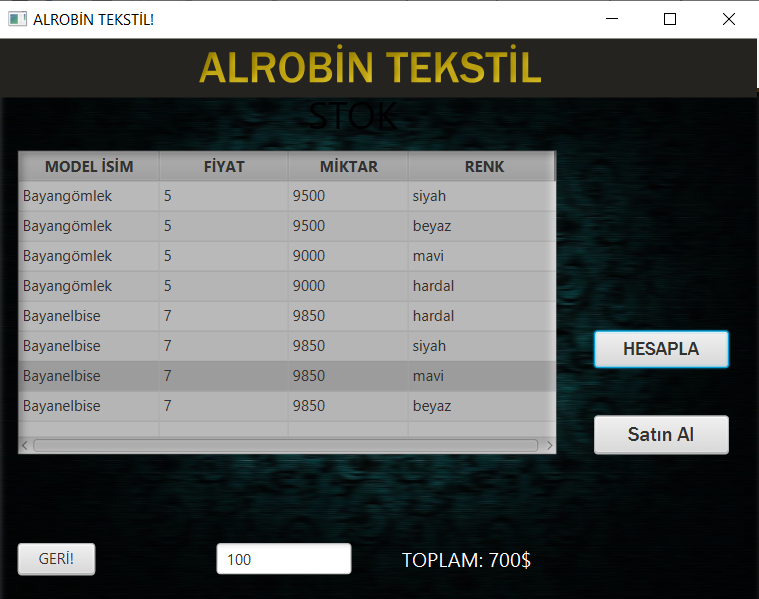 ALROBİN TEKSTİL!
ALROBİN TEKSTİL
STOK
MODEL İSİM FİYAT MİKTAR RENK
Bayangömlek 5 9500 siyah
Bayangömlek 5 9500 beyaz
Bayangömlek 5 9000 mavi
Bayangömlek 5 9000 hardal
Bayanelbise 7 9850 hardal
Bayanelbise 7 9850 siyah
Bayanelbise 7 9850 mavi
Bayanelbise 7 9850 beyaz
HESAPLA
Satın Al
GERİ! 100 TOPLAM: 700$